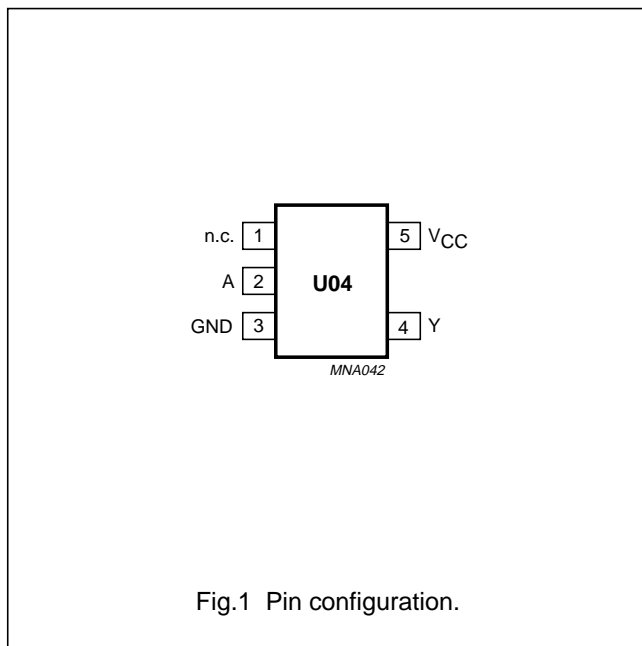 n.c. 1 5 VCC
A 2 U04
GND 3 4 Y
MNA042
Fig.1 Pin configuration.